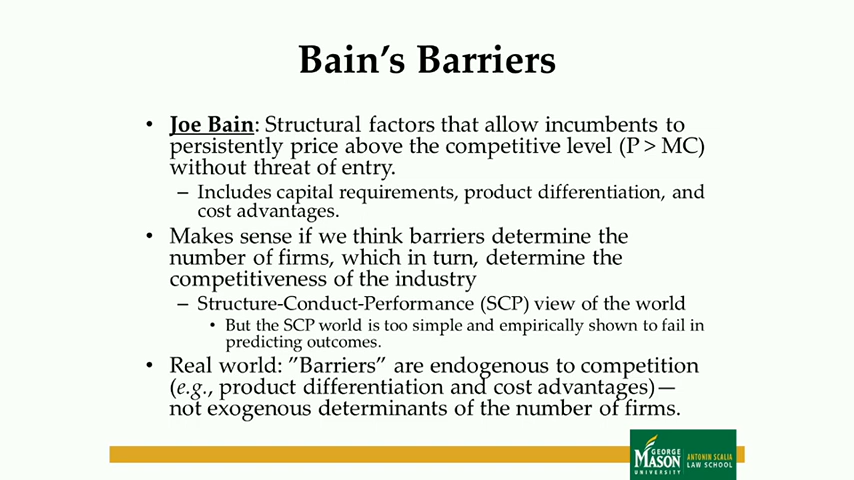 Bain's Barriers
• Joe Bain: Structural factors that allow incumbents to
persistently price above the competitive level (P > MC)
without threat of entry.
– Includes capital requirements, product differentiation, and
cost advantages.
• Makes sense if we think barriers determine the
number of firms, which in turn, determine the
competitiveness of the industry
– Structure-Conduct-Performance (SCP) view of the world
• But the SCP world is too simple and empirically shown to fail in
predicting outcomes.
• Real world: ”Barriers” are endogenous to competition
(e.g., product differentiation and cost advantages)—
not exogenous determinants of the number of firms.
GEORGE
MASON
UNIVERSITY
ANTONIN SCALIA
LAW SCHOOL